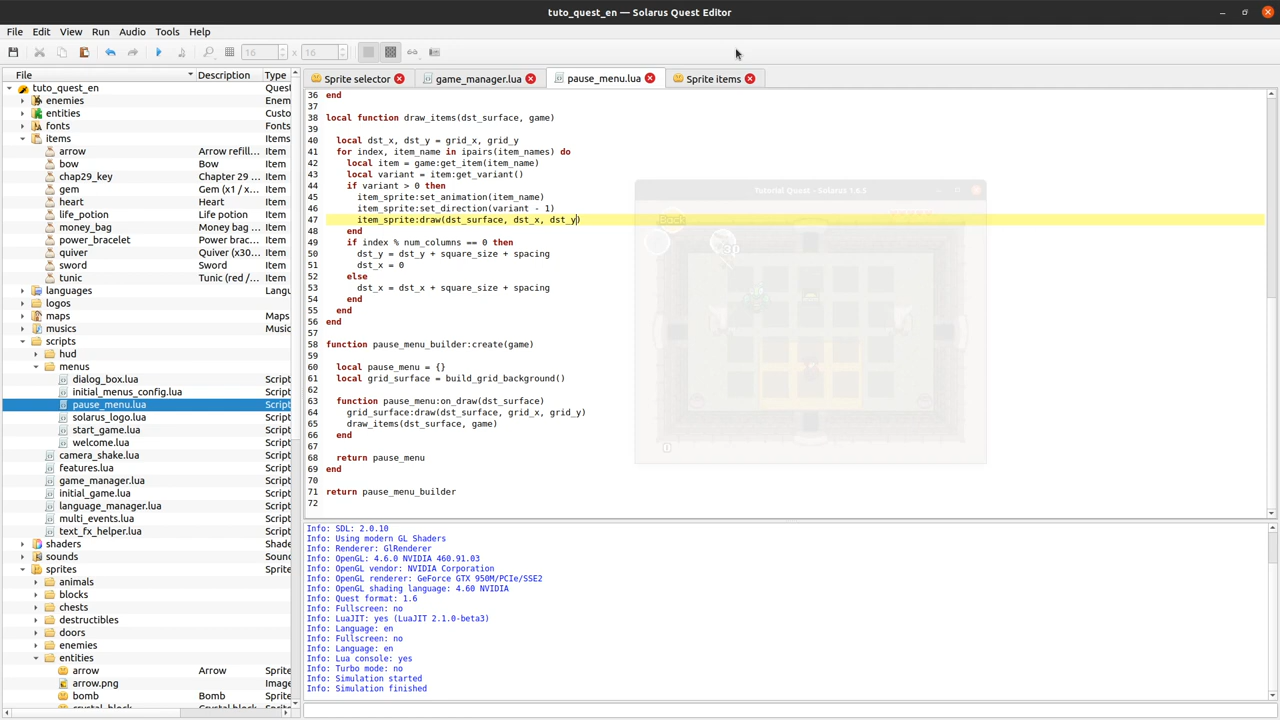 tuto_quest_en — Solarus Quest Editor
File Edit View Run Audio Tools Help
16 x 16
File Description Type
tuto_quest_en Quest
enemies Enemi
entities Custo
fonts Fonts
items Items
arrow Arrow refill... Item
bow Bow Item
chap29_key Chapter 29 ... Item
gem Gem (x1 / x... Item
heart Heart Item
life_potion Life potion Item
money_bag Money bag Item
power_bracelet Power brac... Item
quiver Quiver (x30... Item
sword Sword Item
tunic Tunic (red /... Item
languages Langu
logos
maps Maps
musics Music
scripts Script
hud
menus
dialog_box.lua Script
initial_menus_config.lua Script
pause_menu.lua Script
solarus_logo.lua Script
start_game.lua Script
welcome.lua Script
camera_shake.lua Script
features.lua Script
game_manager.lua Script
initial_game.lua Script
language_manager.lua Script
multi_events.lua Script
text_fx_helper.lua Script
shaders Shade
sounds Sound
sprites Sprite
animals
blocks
chests
destructibles
doors
enemies
entities
arrow Arrow Sprite
arrow.png Image
bomb Bomb Sprite
crystal_block Crystal block Sprite
Sprite selector game_manager.lua pause_menu.lua Sprite items
36 end
37
38 local function draw_items(dst_surface, game)
39
40 local dst_x, dst_y = grid_x, grid_y
41 for index, item_name in ipairs(item_names) do
42 local item = game:get_item(item_name)
43 local variant = item:get_variant()
44 if variant > 0 then
45 item_sprite:set_animation(item_name)
46 item_sprite:set_direction(variant - 1)
47 item_sprite:draw(dst_surface, dst_x, dst_y)
48 end
49 if index % num_columns == 0 then
50 dst_y = dst_y + square_size + spacing
51 dst_x = 0
52 else
53 dst_x = dst_x + square_size + spacing
54 end
55 end
56 end
57
58 function pause_menu_builder:create(game)
59
60 local pause_menu = {}
61 local grid_surface = build_grid_background()
62
63 function pause_menu:on_draw(dst_surface)
64 grid_surface:draw(dst_surface, grid_x, grid_y)
65 draw_items(dst_surface, game)
66 end
67
68 return pause_menu
69 end
70
71 return pause_menu_builder
72
Tutorial Quest - Solarus 1.6.5
Back
30
0
Info: SDL: 2.0.10
Info: Using modern GL Shaders
Info: Renderer: GlRenderer
Info: OpenGL: 4.6.0 NVIDIA 460.91.03
Info: OpenGL vendor: NVIDIA Corporation
Info: OpenGL renderer: GeForce GTX 950M/PCIe/SSE2
Info: OpenGL shading language: 4.60 NVIDIA
Info: Quest format: 1.6
Info: Fullscreen: no
Info: LuaJIT: yes (LuaJIT 2.1.0-beta3)
Info: Language: en
Info: Fullscreen: no
Info: Language: en
Info: Lua console: yes
Info: Turbo mode: no
Info: Simulation started
Info: Simulation finished